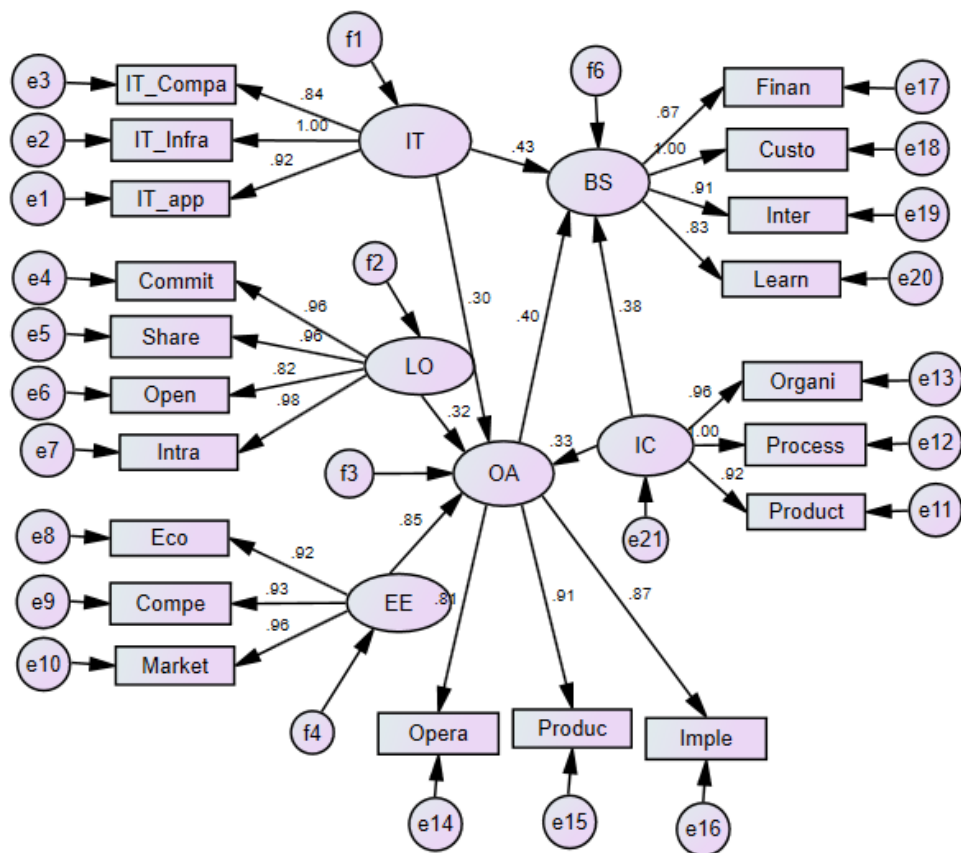 f1
e3
IT_Compa
.84
e2
IT_Infra
1.00
IT
e1
IT_app
.92
.43
f6
BS
.67
Finan
e17
1.00
Custo
e18
.91
Inter
e19
.83
Learn
e20
f2
e4
Commit
.96
e5
Share
.96
LO
e6
Open
.82
e7
Intra
.98
.30
.32
.40
.38
f3
OA
.33
IC
.96
Organi
e13
1.00
Process
e12
.92
Product
e11
e21
e8
Eco
.92
e9
Compe
.93
EE
e10
Market
.96
.85
f4
.81
.91
.87
Opera
Produc
Imple
e14
e15
e16